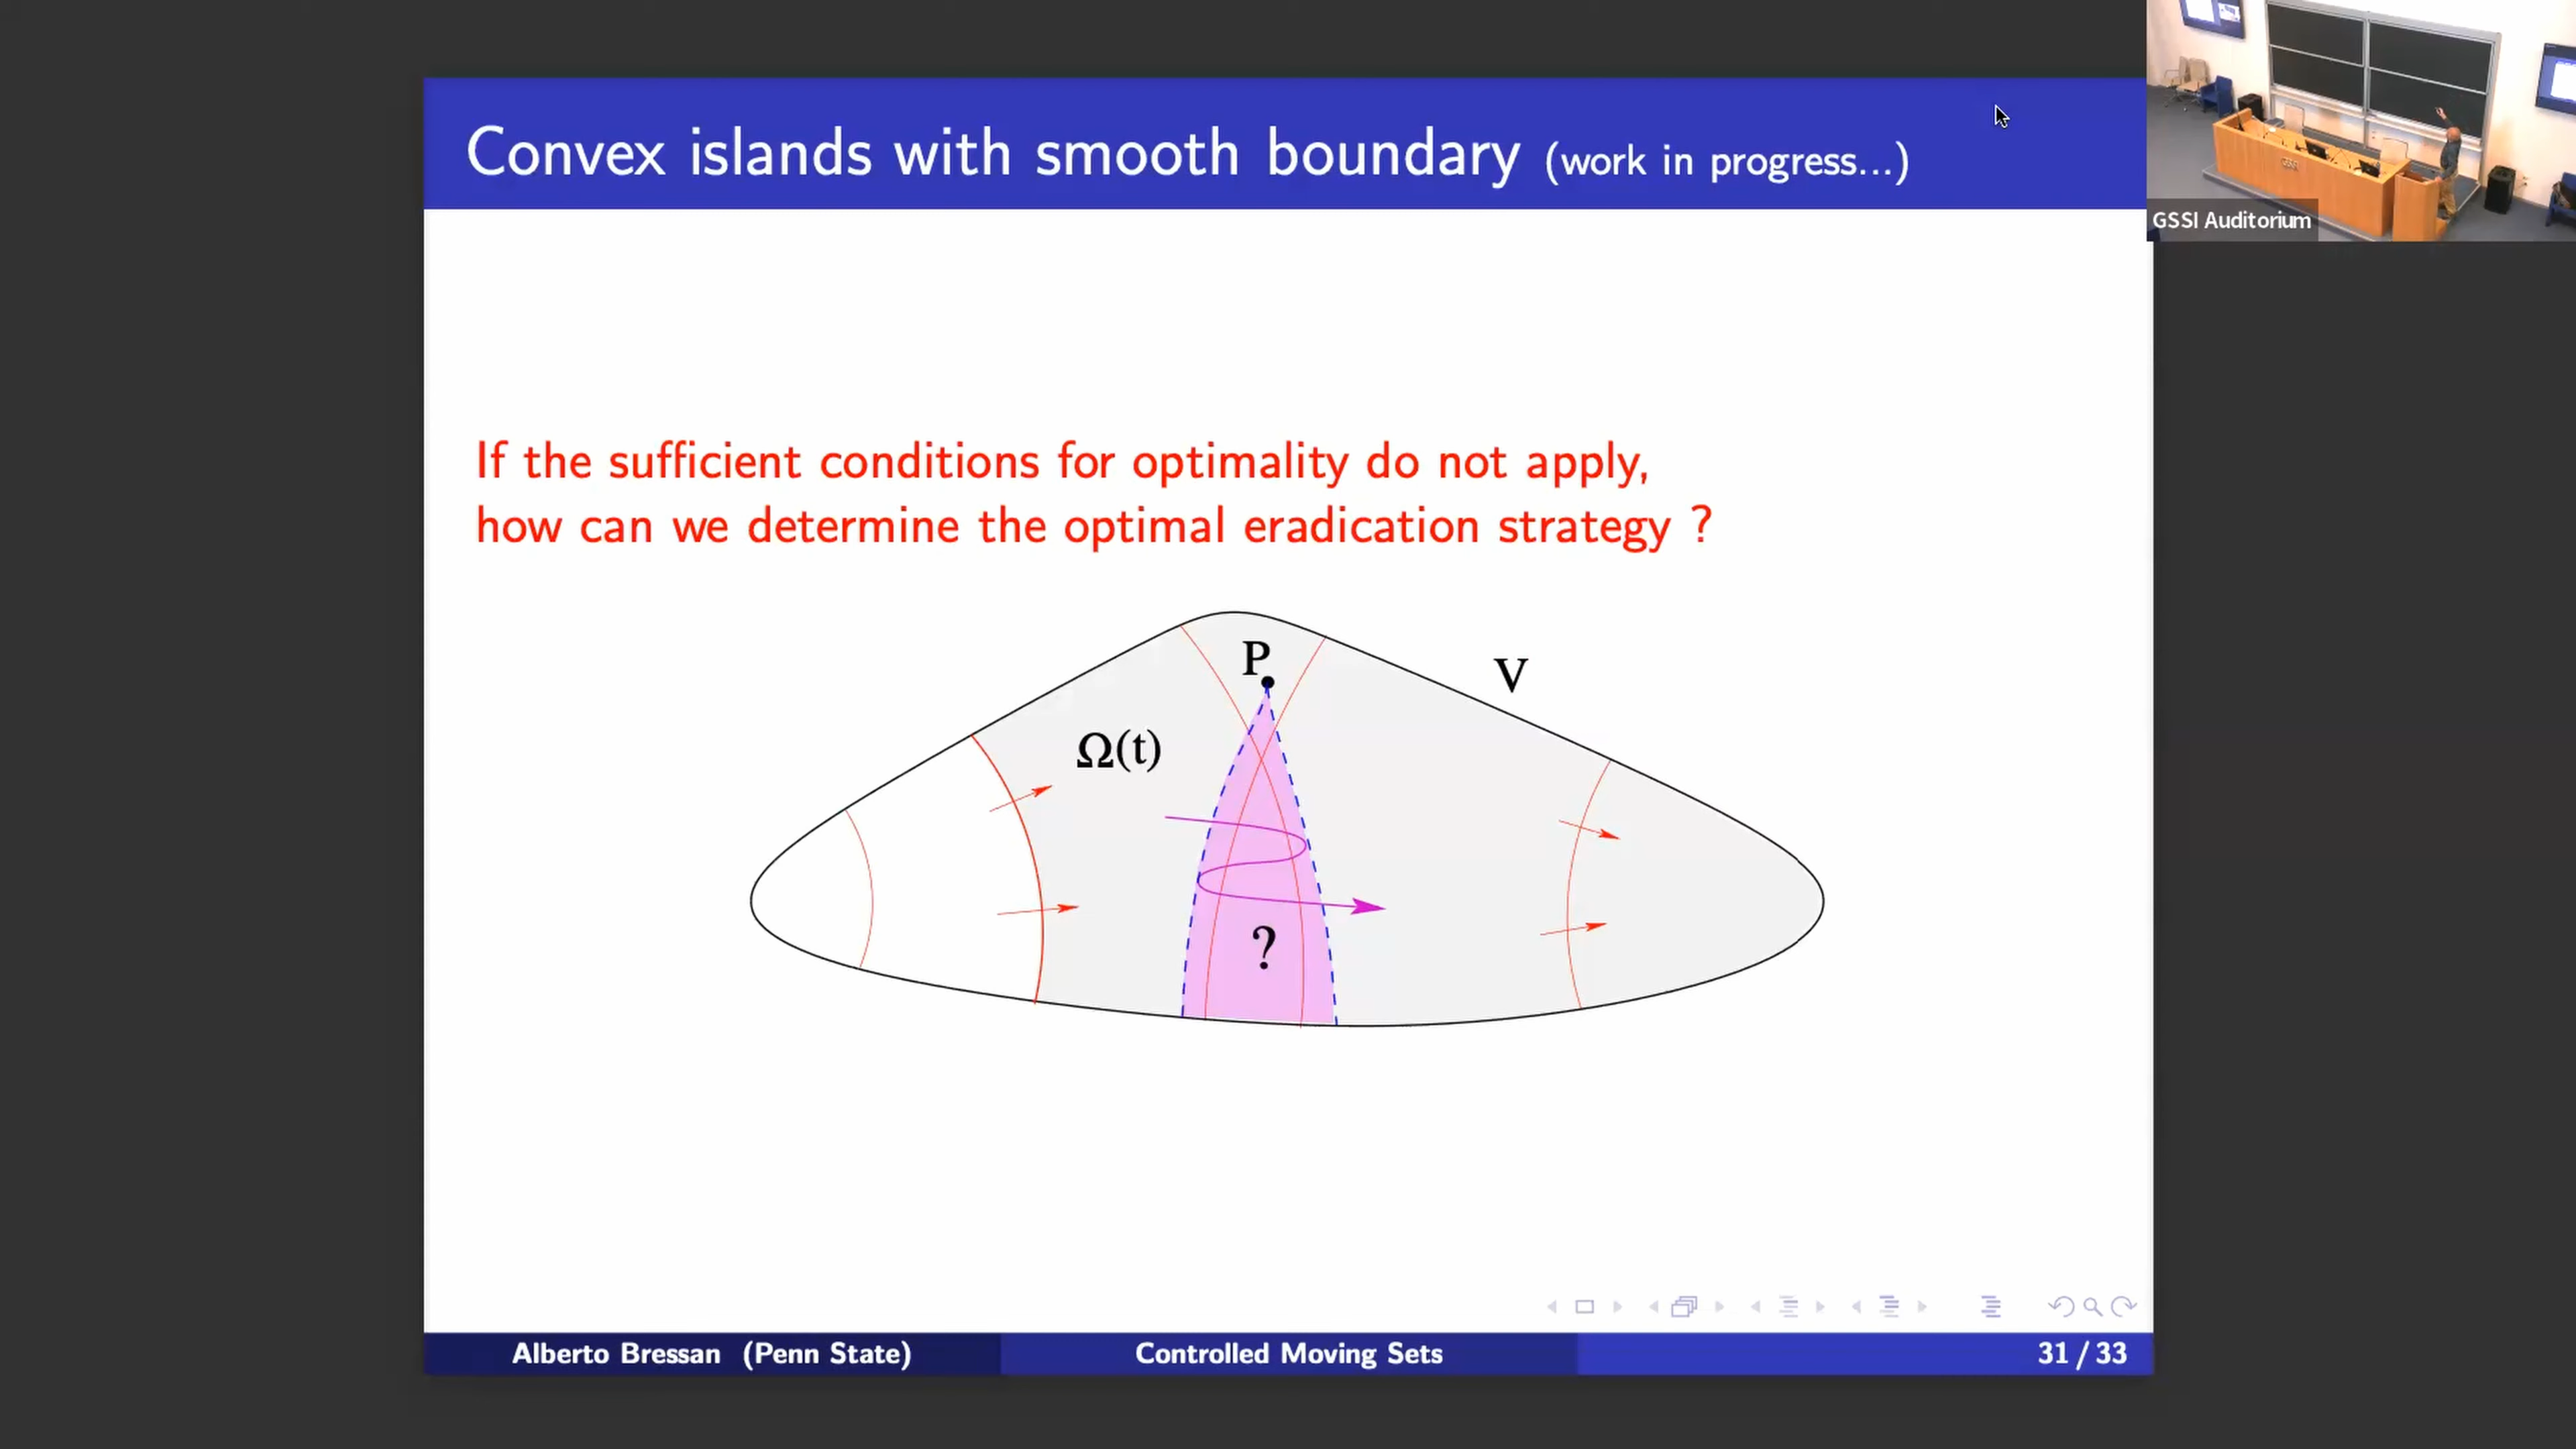 Convex islands with smooth boundary (work in progress...)
GSSI Auditorium
If the sufficient conditions for optimality do not apply,
how can we determine the optimal eradication strategy ?
P
V
Ω(t)
?
Alberto Bressan (Penn State)
Controlled Moving Sets
31 / 33